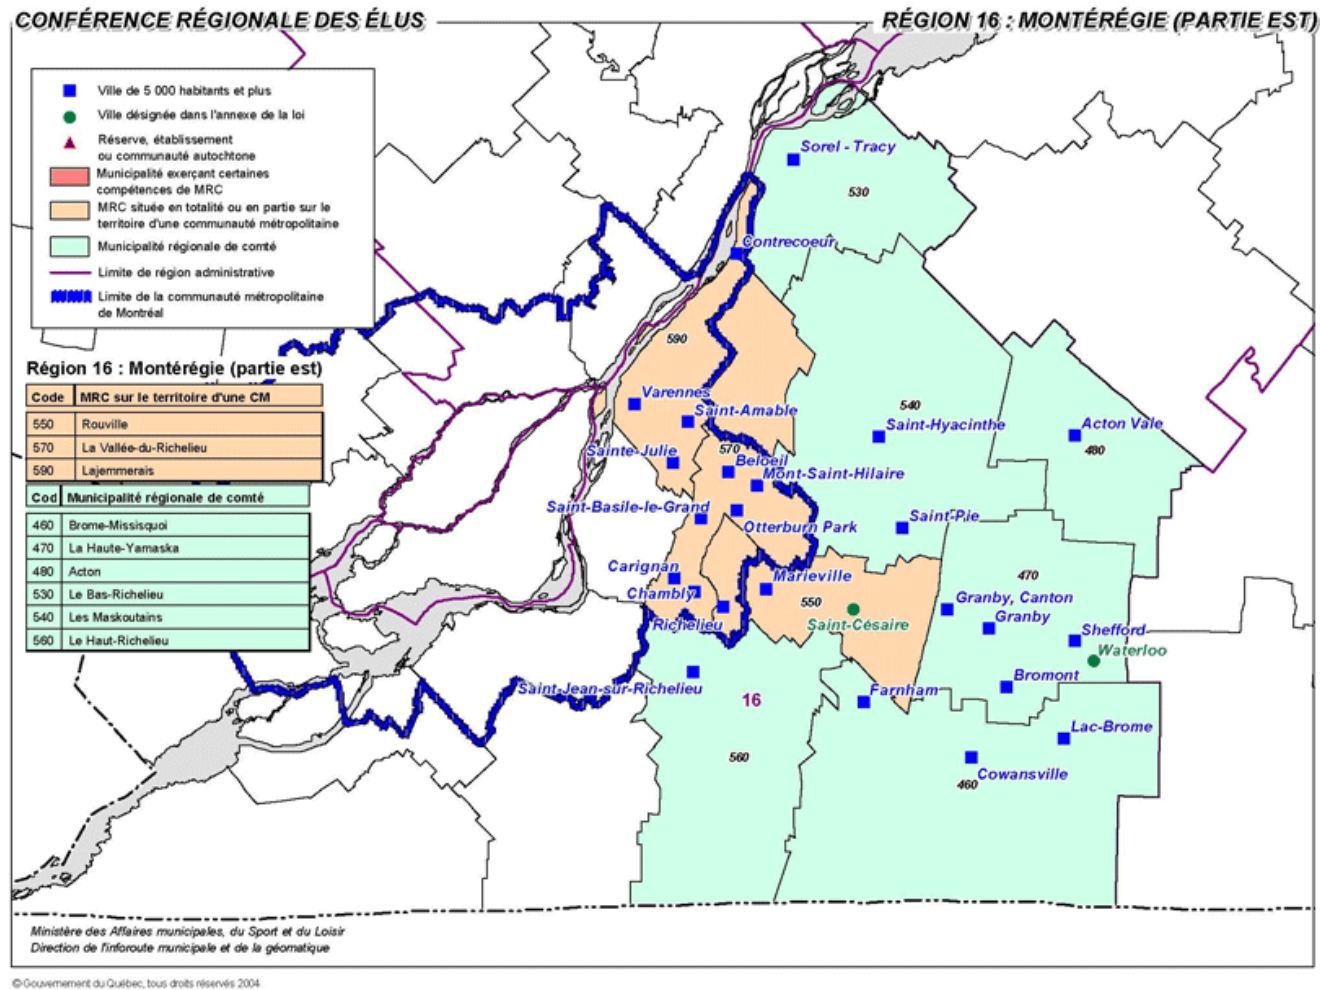 CONFÉRENCE RÉGIONALE DES ÉLUS
RÉGION 16 : MONTÉRÉGIE (PARTIE EST)
Ville de 5 000 habitants et plus
Ville désignée dans l'annexe de la loi
Réserve, établissement
ou communauté autochtone
Municipalité exerçant certaines
compétences de MRC
MRC située en totalité ou en partie sur le
territoire d'une communauté métropolitaine
Municipalité régionale de comté
Limite de région administrative
Limite de la communauté métropolitaine
de Montréal
Région 16 : Montérégie (partie est)
Code MRC sur le territoire d'une CM
550 Rouville
570 La Vallée-du-Richelieu
590 Lajemmerais
Cod Municipalité régionale de comté
460 Brome-Missisquoi
470 La Haute-Yamaska
480 Acton
530 Le Bas-Richelieu
540 Les Maskoutains
560 Le Haut-Richelieu
Sorel - Tracy
530
Contrecoeur
590
Varennes
Saint-Amable
540
Saint-Hyacinthe
Acton Vale
480
Sainte-Julie
570
Beloeil
Mont-Saint-Hilaire
Saint-Basile-le-Grand
Otterburn Park
Saint-Pie
Carignan
Chambly
Marieville
550
Saint-Césaire
Richelieu
470
Granby, Canton
Granby
Shefford
Waterloo
Bromont
Saint-Jean-sur-Richelieu
16
Farnham
Lac-Brome
560
Cowansville
460
Ministère des Affaires municipales, du Sport et du Loisir
Direction de l'inforoute municipale et de la géomatique
© Gouvernement du Québec, tous droits réservés 2004